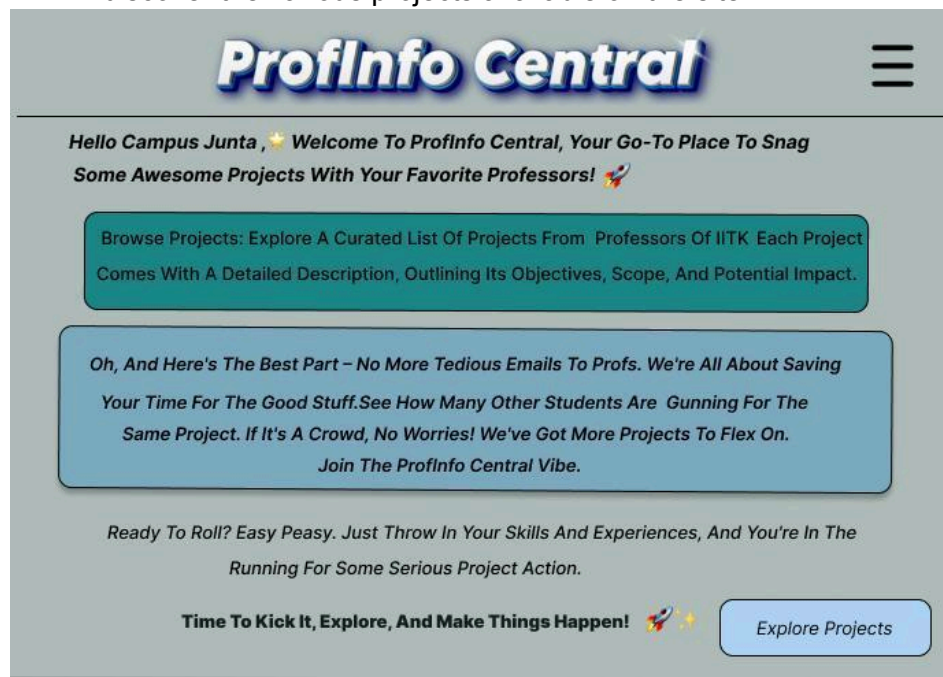 ProfInfo Central
Hello Campus Junta ,🌟 Welcome To ProfInfo Central, Your Go-To Place To Snag
Some Awesome Projects With Your Favorite Professors! 🚀
Browse Projects: Explore A Curated List Of Projects From Professors Of IITK Each Project
Comes With A Detailed Description, Outlining Its Objectives, Scope, And Potential Impact.
Oh, And Here's The Best Part – No More Tedious Emails To Profs. We're All About Saving
Your Time For The Good Stuff.See How Many Other Students Are Gunning For The
Same Project. If It's A Crowd, No Worries! We've Got More Projects To Flex On.
Join The ProfInfo Central Vibe.
Ready To Roll? Easy Peasy. Just Throw In Your Skills And Experiences, And You're In The
Running For Some Serious Project Action.
Time To Kick It, Explore, And Make Things Happen! 🚀✨
Explore Projects